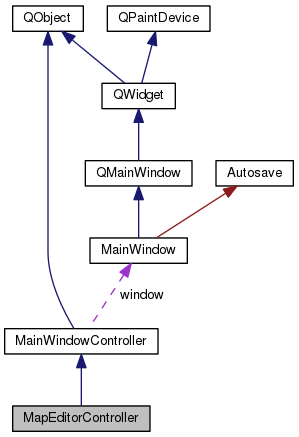 QObject
QPaintDevice
QWidget
QMainWindow
Autosave
MainWindow
window
MainWindowController
MapEditorController